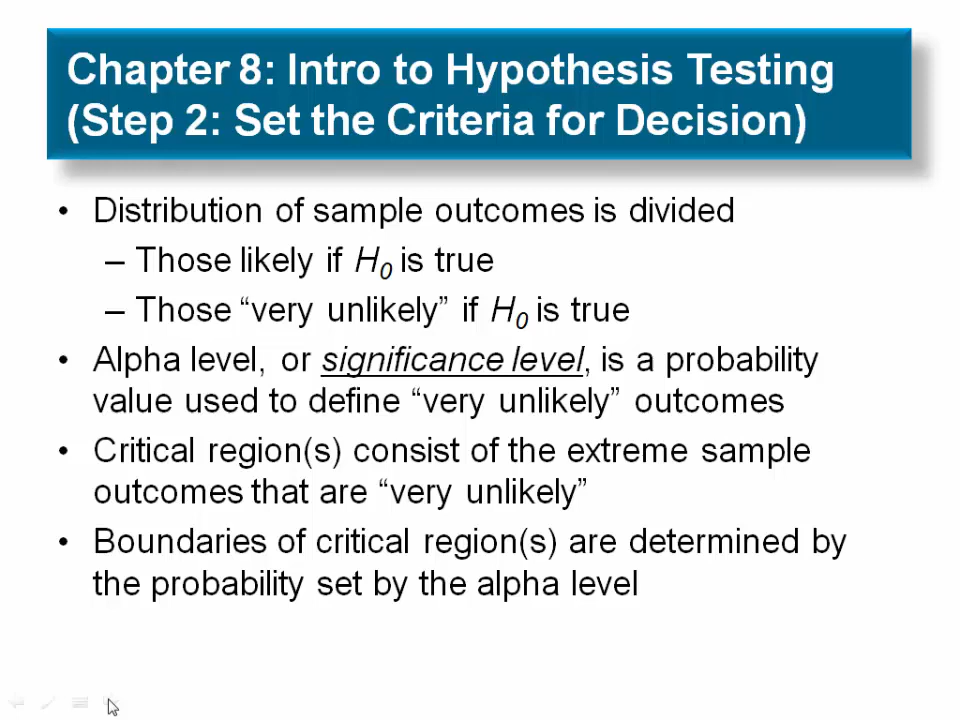 Chapter 8: Intro to Hypothesis Testing
(Step 2: Set the Criteria for Decision)
• Distribution of sample outcomes is divided
– Those likely if H0 is true
– Those “very unlikely” if H0 is true
• Alpha level, or significance level, is a probability
value used to define “very unlikely” outcomes
• Critical region(s) consist of the extreme sample
outcomes that are “very unlikely”
• Boundaries of critical region(s) are determined by
the probability set by the alpha level